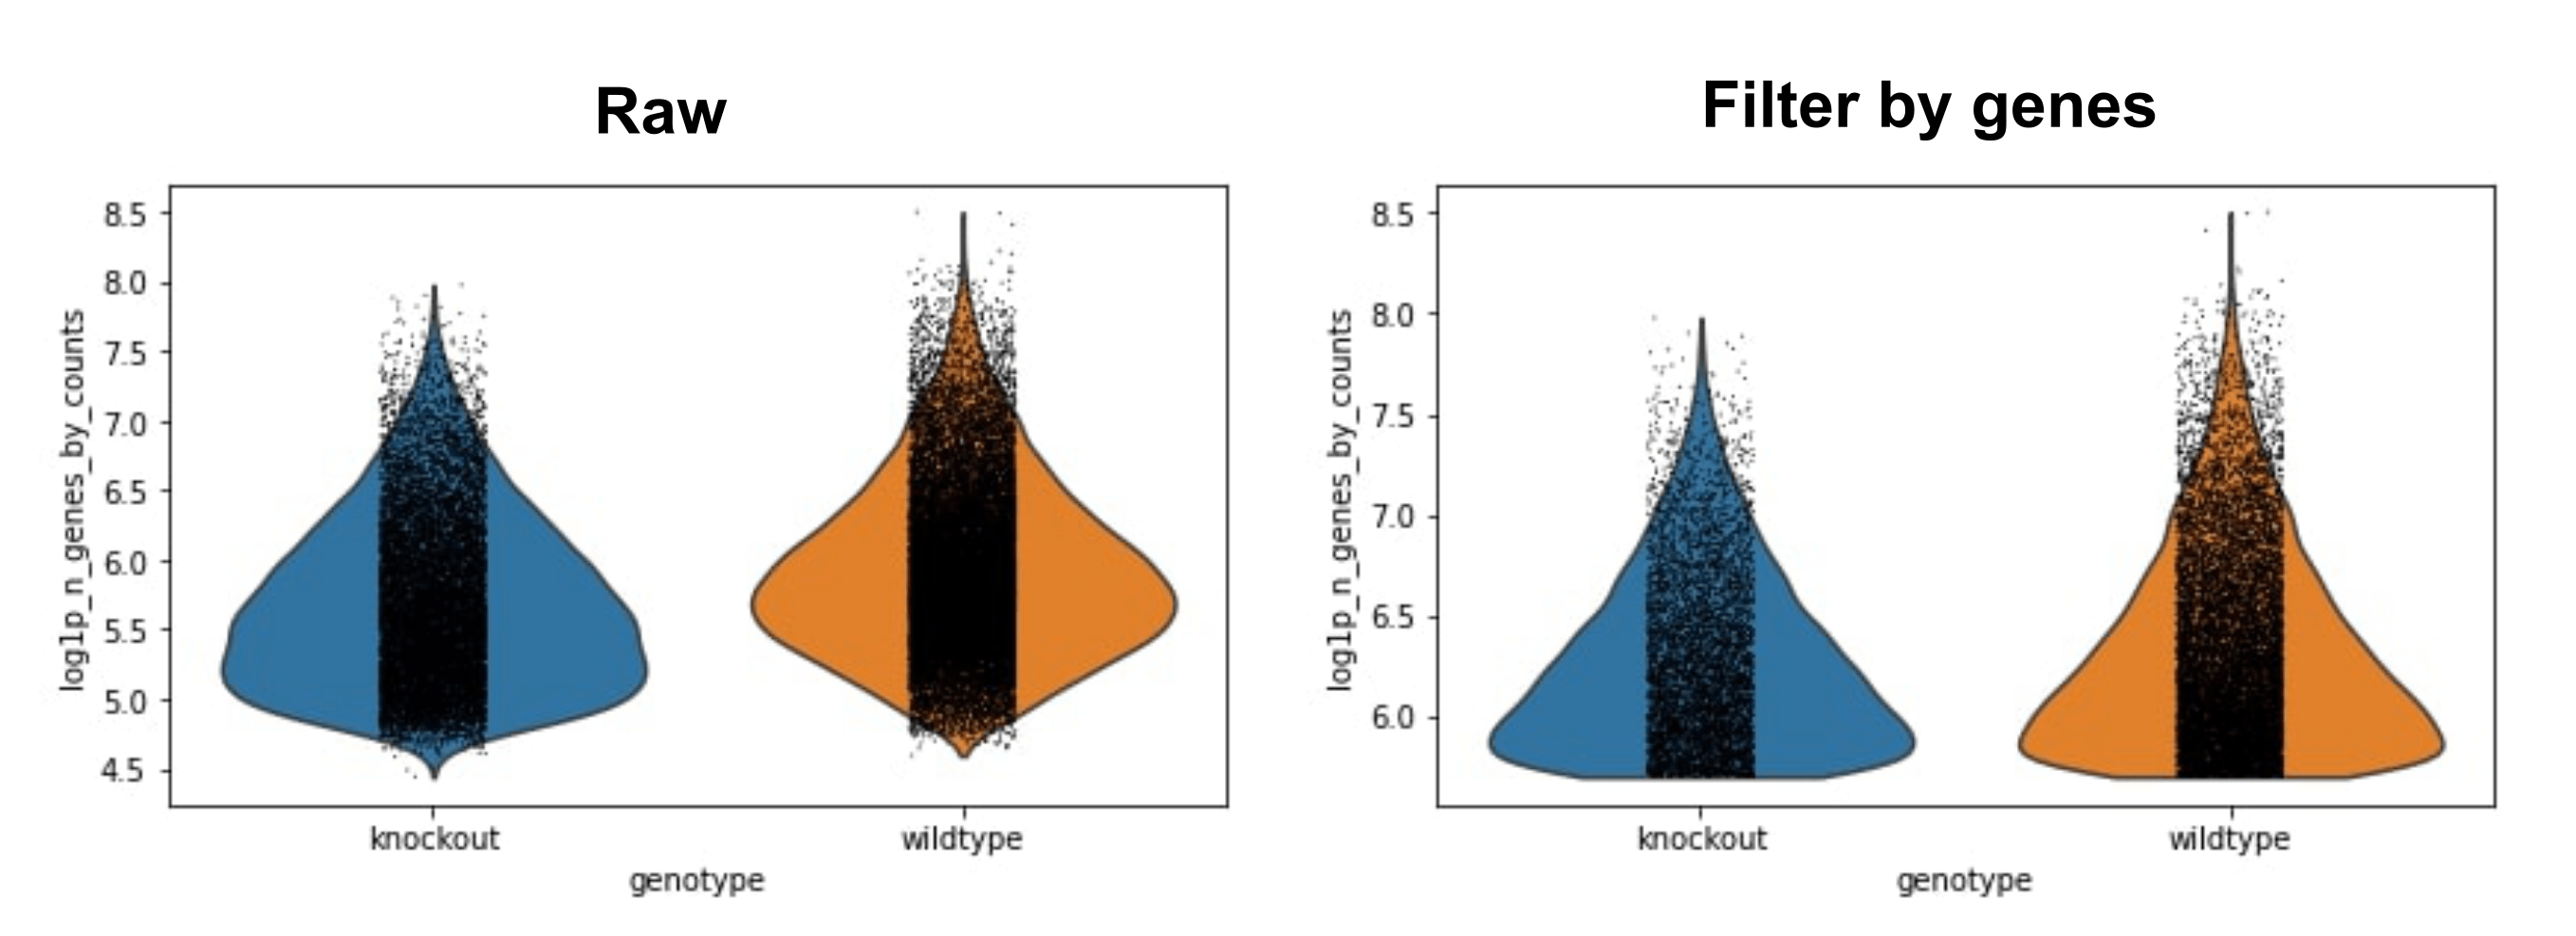 Raw
Filter by genes
log1p_n_genes_by_counts
8.5
8.0
7.5
7.0
6.5
6.0
5.5
5.0
4.5
knockout
wildtype
genotype
log1p_n_genes_by_counts
8.5
8.0
7.5
7.0
6.5
6.0
knockout
wildtype
genotype